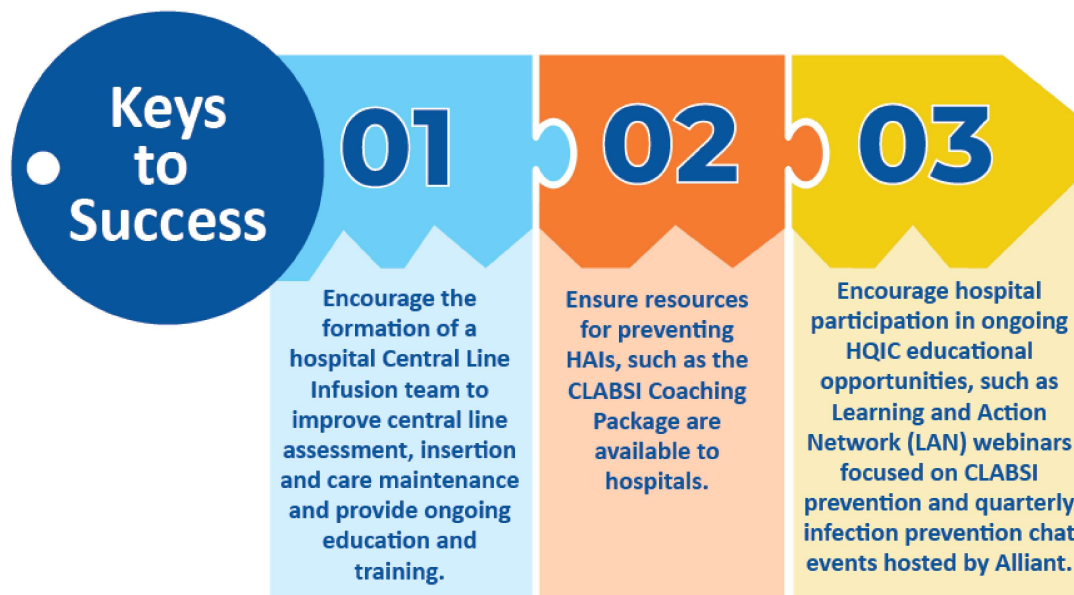 Keys
to
Success
01
Encourage the
formation of a
hospital Central Line
Infusion team to
improve central line
assessment, insertion
and care maintenance
and provide ongoing
education and
training.
02
Ensure resources
for preventing
HAIs, such as the
CLABSI Coaching
Package are
available to
hospitals.
03
Encourage hospital
participation in ongoing
HQIC educational
opportunities, such as
Learning and Action
Network (LAN) webinars
focused on CLABSI
prevention and quarterly
infection prevention chat
events hosted by Alliant.